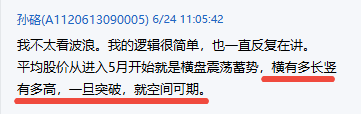 孙硌(A1120613090005) 6/24 11:05:42
我不太看波浪。我的逻辑很简单，也一直反复在讲。
平均股价从进入5月开始就是横盘震荡蓄势，横有多长竖
有多高，一旦突破，就空间可期。